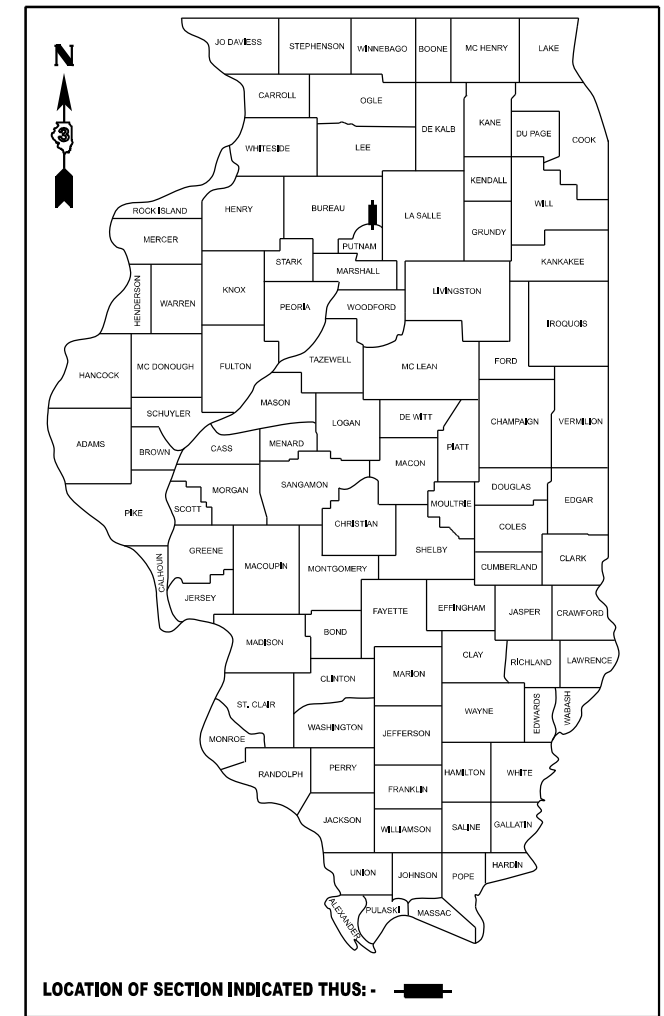 JO DAVIESS STEPHENSON WINNEBAGO BOONE MC HENRY LAKE
N
CARROLL OGLE
DE KALB KANE DU PAGE COOK
3
WHITESIDE LEE
KENDALL
WILL
ROCK ISLAND HENRY BUREAU LA SALLE
GRUNDY
MERCER PUTNAM
STARK MARSHALL KANKAKEE
HENDERSON WARREN KNOX LIVINGSTON
PEORIA WOODFORD
IROQUOIS
HANCOCK MC DONOUGH FULTON TAZEWELL MC LEAN FORD
MASON
SCHUYLER LOGAN DE WITT CHAMPAIGN VERMILION
ADAMS BROWN CASS MENARD PIATT
MACON
SANGAMON DOUGLAS
MORGAN EDGAR
PIKE SCOTT CHRISTIAN MOULTRIE
COLES
GREENE SHELBY
CALHOUN MACOUPIN MONTGOMERY CUMBERLAND CLARK
JERSEY
FAYETTE EFFINGHAM JASPER CRAWFORD
MADISON BOND
CLAY RICHLAND LAWRENCE
CLINTON MARION
ST. CLAIR WAYNE EDWARDS WABASH
WASHINGTON JEFFERSON
MONROE
RANDOLPH PERRY HAMILTON WHITE
FRANKLIN
JACKSON WILLIAMSON SALINE GALLATIN
HARDIN
UNION JOHNSON POPE
ALEXANDER PULASKI MASSAC
LOCATION OF SECTION INDICATED THUS: -